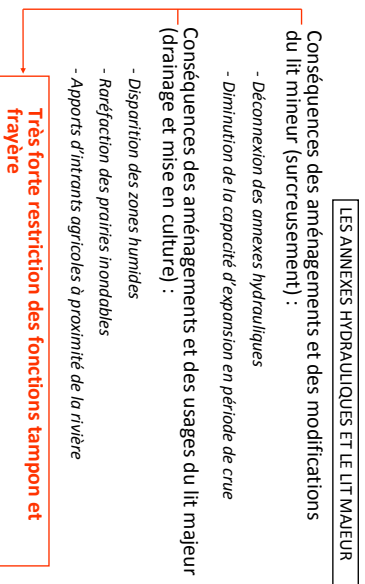 LES ANNEXES HYDRAULIQUES ET LE LIT MAJEUR
Conséquences des aménagements et des modifications
du lit mineur (surcreusement) :
- Déconnexion des annexes hydrauliques
- Diminution de la capacité d'expansion en période de crue
Conséquences des aménagements et des usages du lit majeur
(drainage et mise en culture) :
- Disparition des zones humides
- Raréfaction des prairies inondables
- Apports d'intrants agricoles à proximité de la rivière
Très forte restriction des fonctions tampon et
frayère